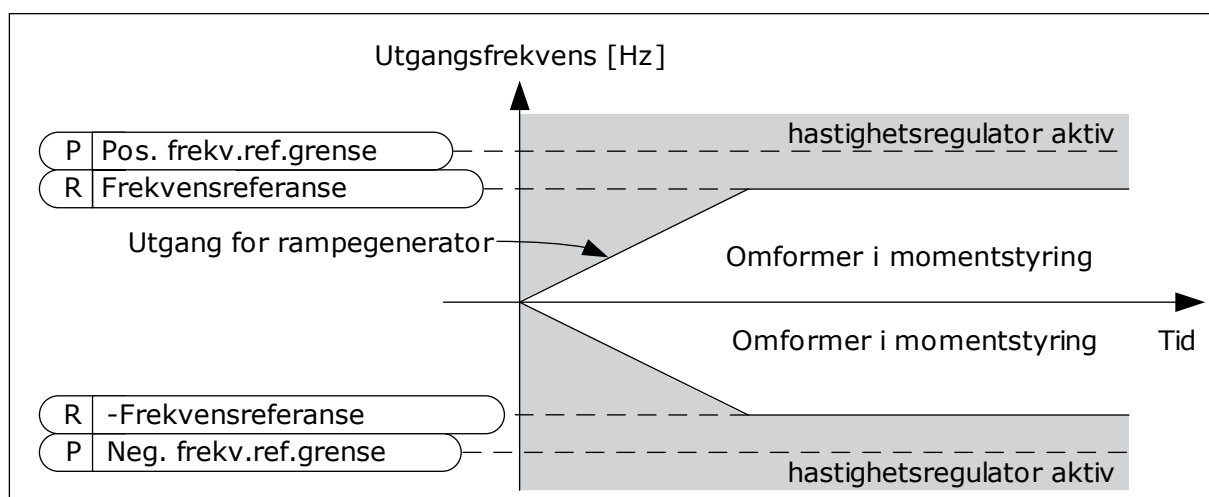 Utgangsfrekvens [Hz]
hastighetsregulator aktiv
P Pos. frekv.ref.grense
R Frekvensreferanse
Utgang for rampegenerator
Omformer i momentstyring
Omformer i momentstyring
Tid
R -Frekvensreferanse
P Neg. frekv.ref.grense
hastighetsregulator aktiv